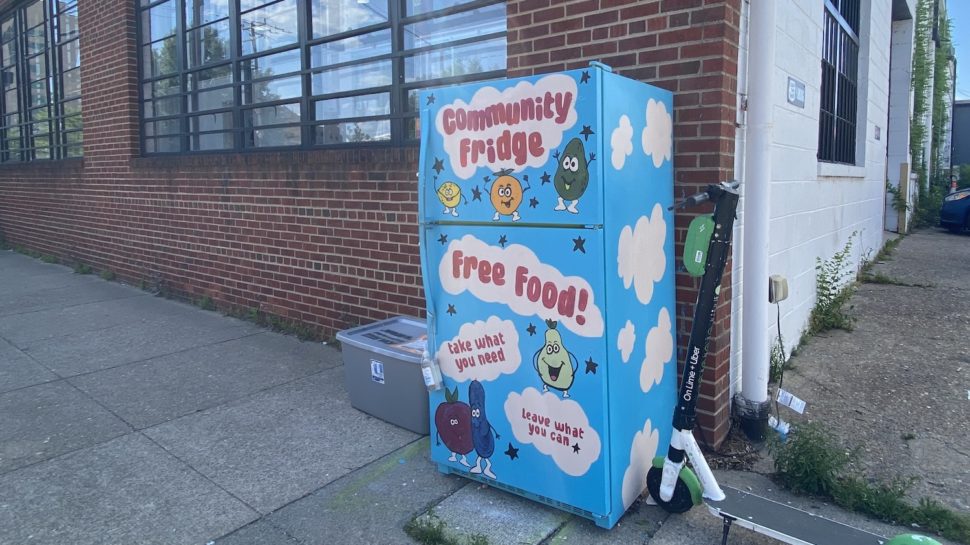 Community
Fridge
Free Food!
take what
you need
Leave what
you can
On Lime + Uber